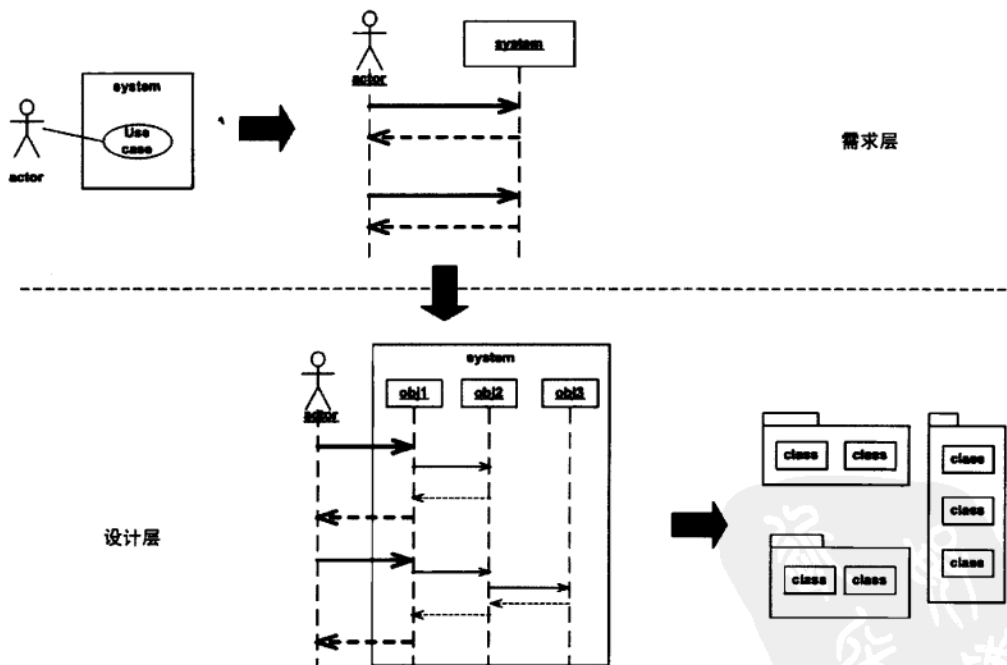 system
Use
case
actor
actor
system
需求层
system
actor
obj1
obj2
obj3
设计层
class
class
class
class
class
class
class